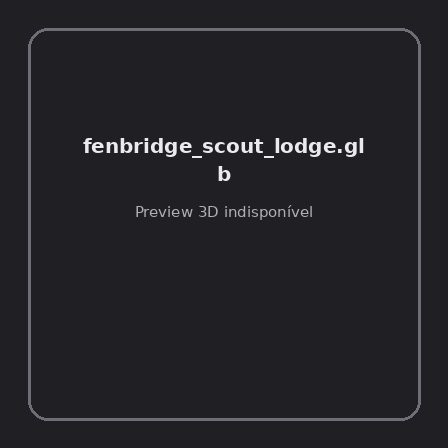 fenbridge_scout_lodge.gl
b
Preview 3D indisponível